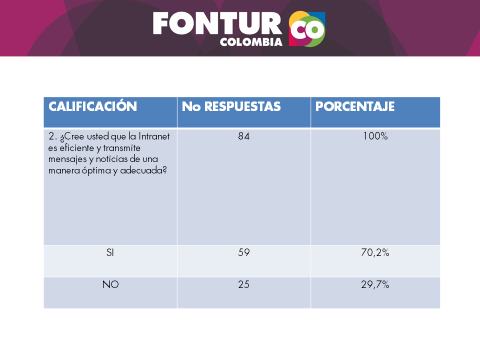 FONTUR
COLOMBIA
CO
CALIFICACIÓN No RESPUESTAS PORCENTAJE
2. ¿Cree usted que la Intranet 84 100%
es eficiente y transmite
mensajes y noticias de una
manera óptima y adecuada?
SI 59 70,2%
NO 25 29,7%